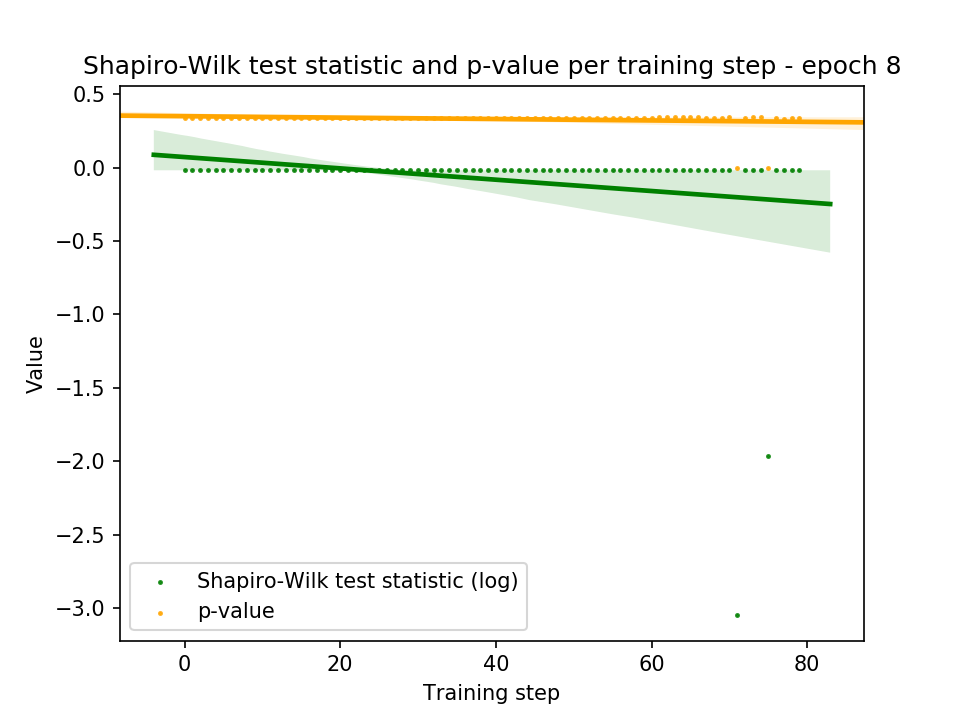 Shapiro-Wilk test statistic and p-value per training step - epoch 8
0.5
0.0
−0.5
−1.0
−1.5
−2.0
−2.5
−3.0
Value
Shapiro-Wilk test statistic (log)
p-value
0 20 40 60 80
Training step